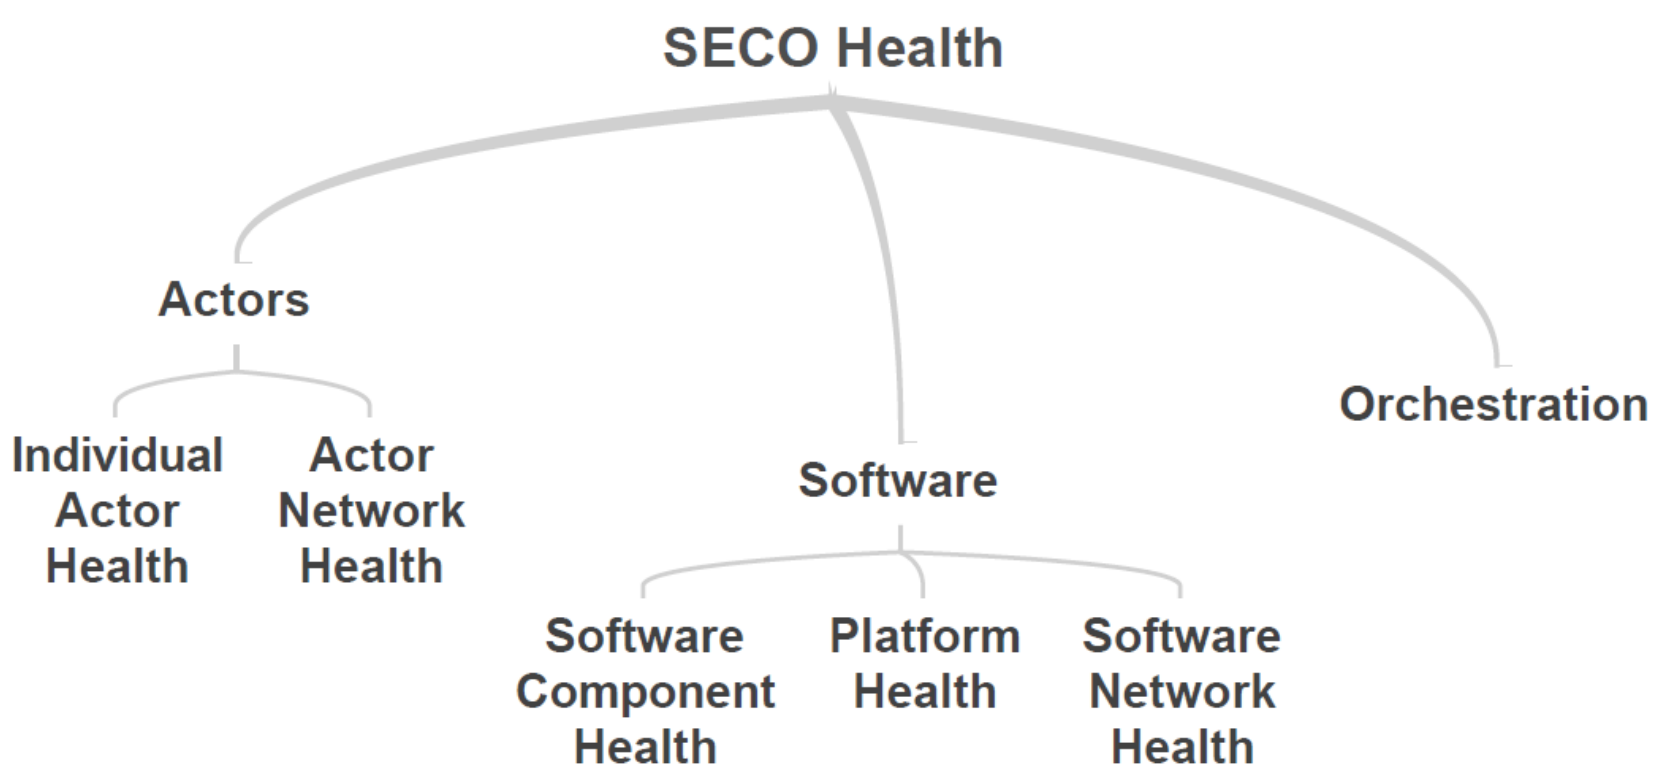 SECO Health
Actors
Individual
Actor
Health
Actor
Network
Health
Orchestration
Software
Software
Component
Health
Platform
Health
Software
Network
Health